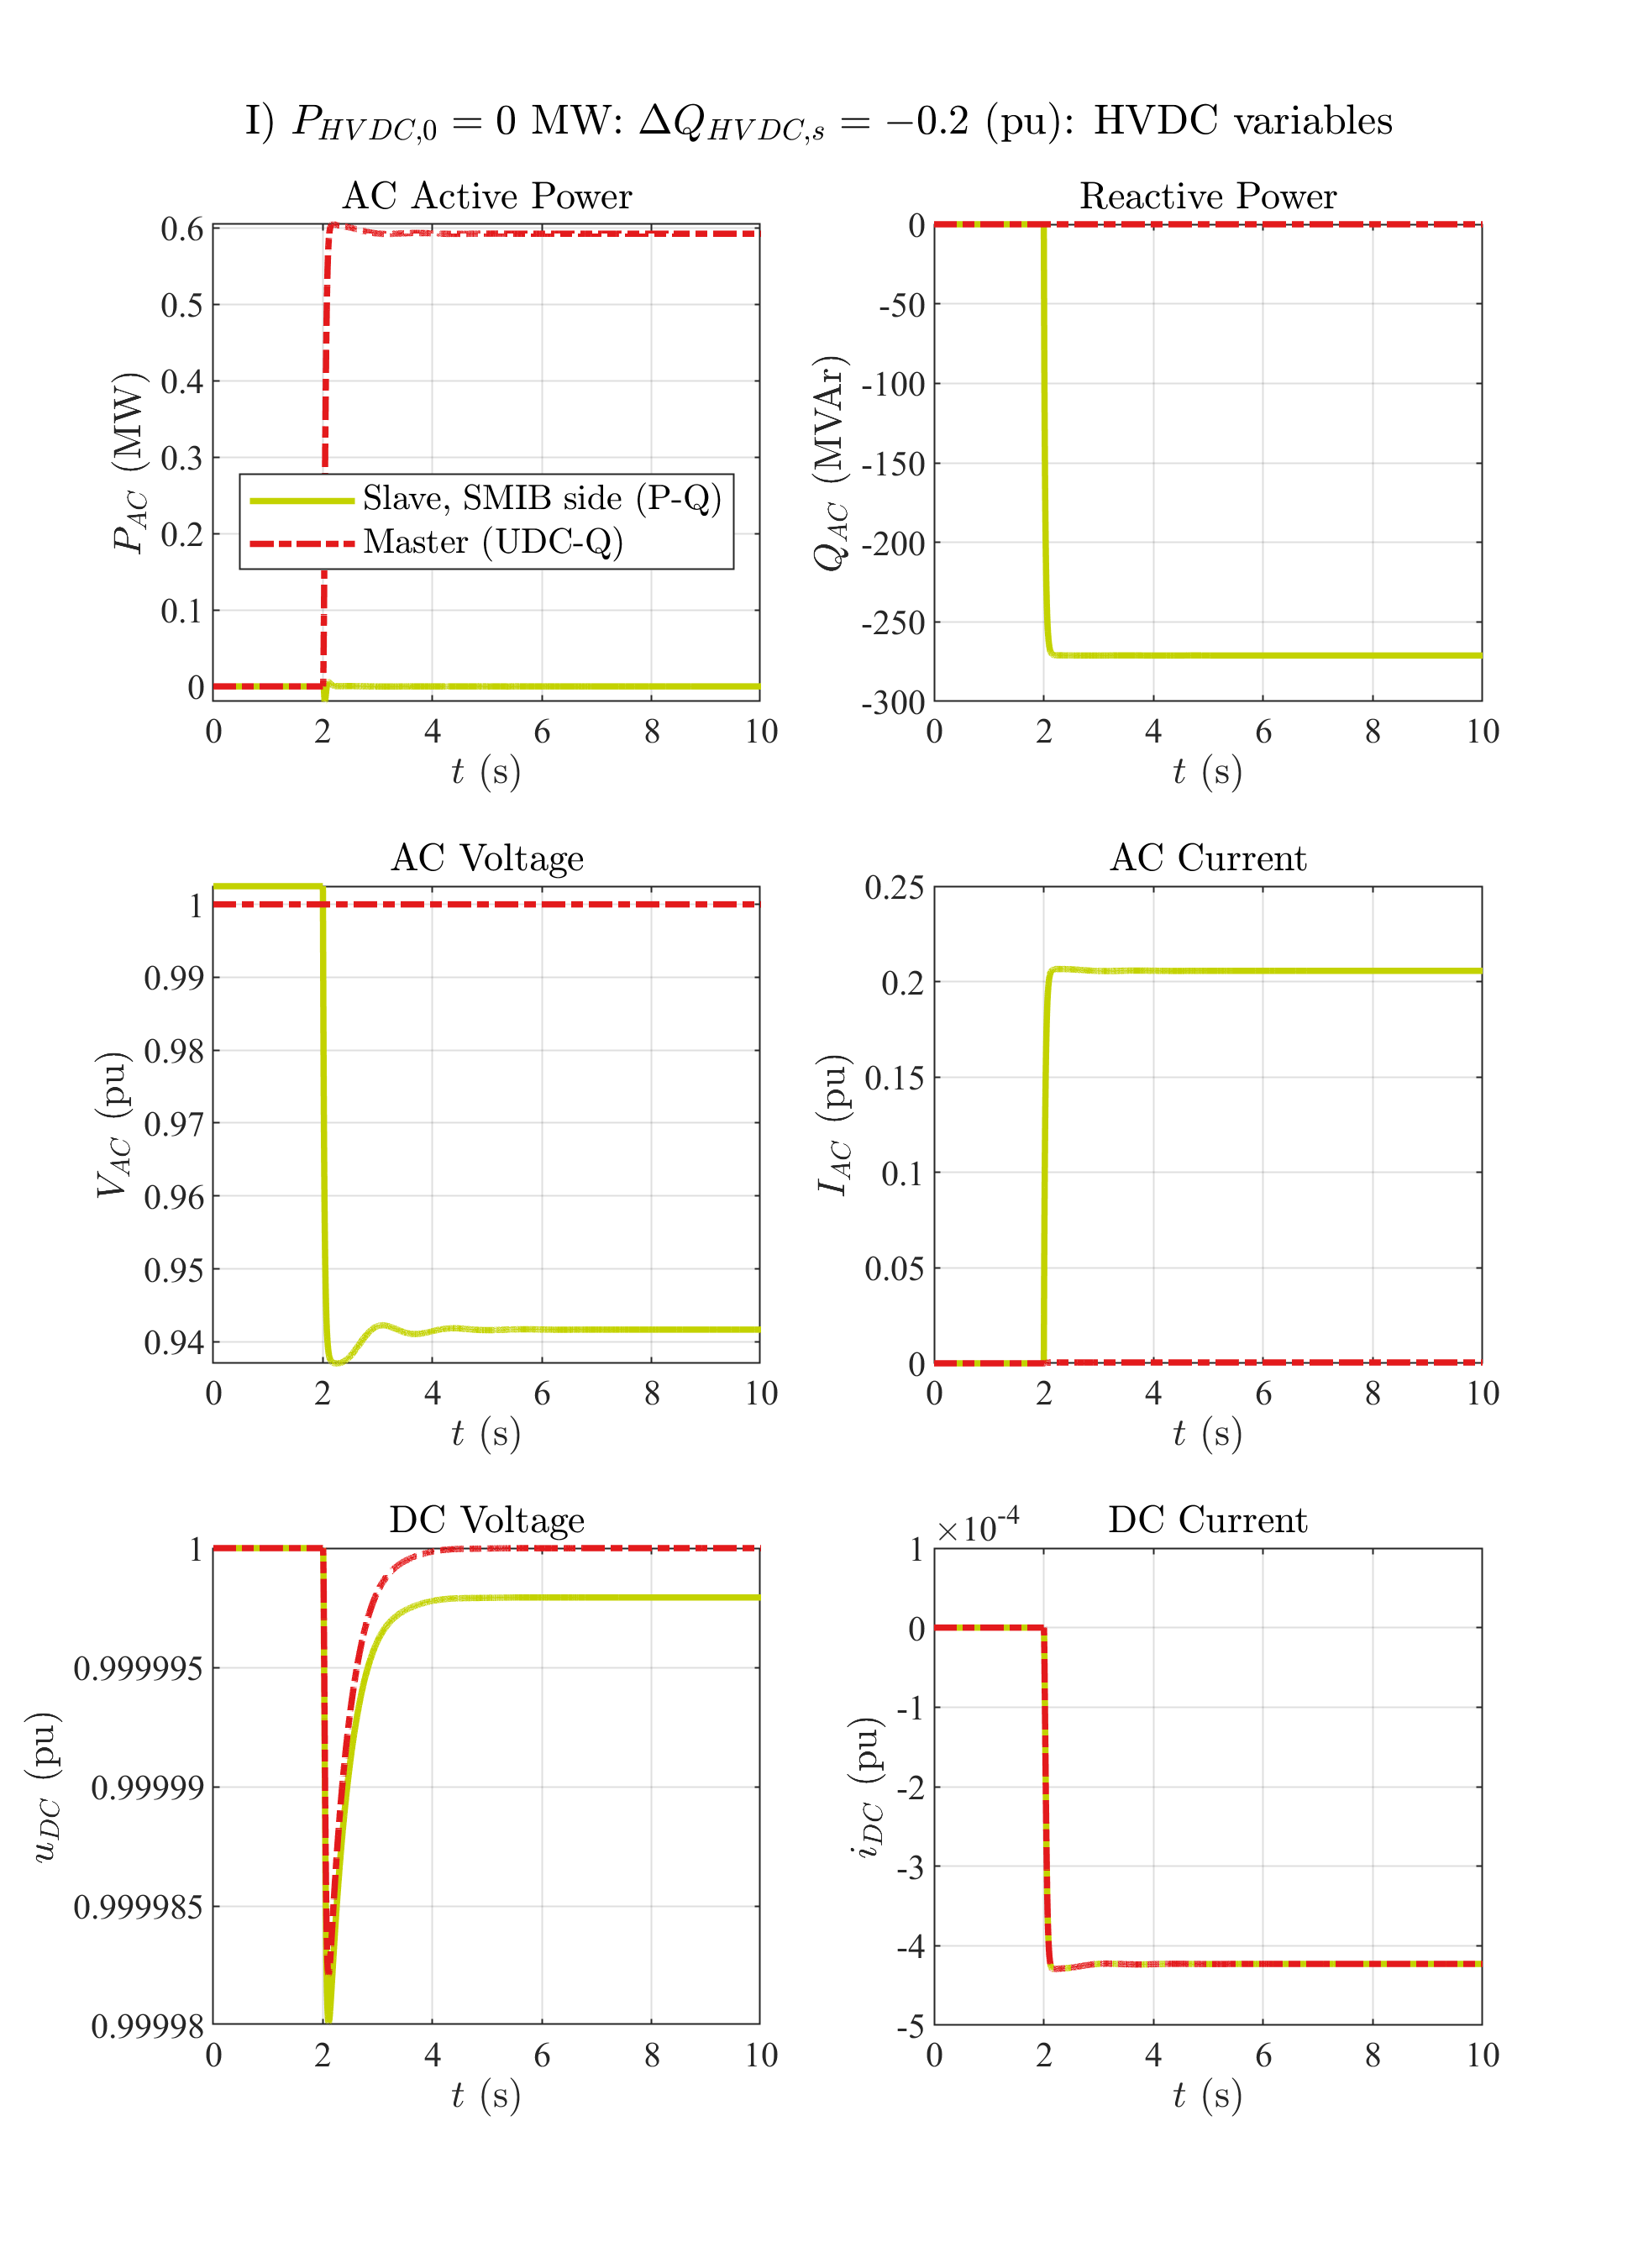 I) P_{HVDC,0} = 0 MW: ΔQ_{HVDC,s} = −0.2 (pu): HVDC variables
AC Active Power
0.6
0.5
0.4
0.3
0.2
0.1
0
P_{AC} (MW)
Slave, SMIB side (P-Q)
Master (UDC-Q)
0 2 4 6 8 10
t (s)
Reactive Power
0
-50
-100
-150
-200
-250
-300
Q_{AC} (MVAr)
0 2 4 6 8 10
t (s)
AC Voltage
1
0.99
0.98
0.97
0.96
0.95
0.94
V_{AC} (pu)
0 2 4 6 8 10
t (s)
AC Current
0.25
0.2
0.15
0.1
0.05
0
I_{AC} (pu)
0 2 4 6 8 10
t (s)
DC Voltage
1
0.999995
0.99999
0.999985
0.99998
u_{DC} (pu)
0 2 4 6 8 10
t (s)
DC Current
×10^{-4}
1
0
-1
-2
-3
-4
-5
i_{DC} (pu)
0 2 4 6 8 10
t (s)